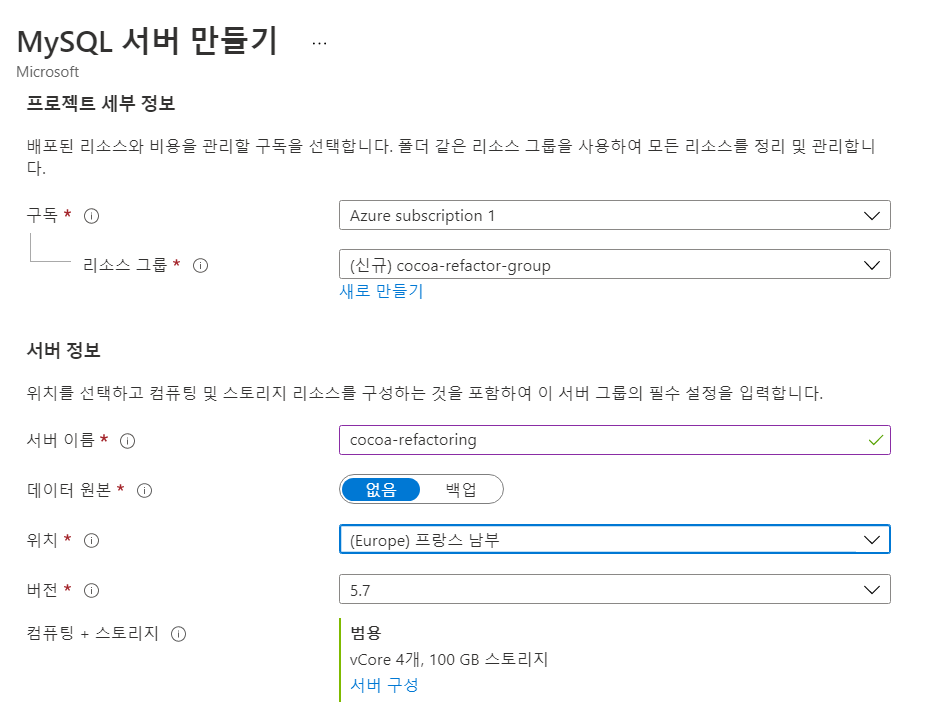 MySQL 서버 만들기 ...
Microsoft
프로젝트 세부 정보
배포된 리소스와 비용을 관리할 구독을 선택합니다. 폴더 같은 리소스 그룹을 사용하여 모든 리소스를 정리 및 관리합니
다.
구독 * Azure subscription 1
리소스 그룹 * (신규) cocoa-refactor-group
새로 만들기
서버 정보
위치를 선택하고 컴퓨팅 및 스토리지 리소스를 구성하는 것을 포함하여 이 서버 그룹의 필수 설정을 입력합니다.
서버 이름 * cocoa-refactoring
데이터 원본 * 없음 백업
위치 * (Europe) 프랑스 남부
버전 * 5.7
컴퓨팅 + 스토리지 범용
vCore 4개, 100 GB 스토리지
서버 구성